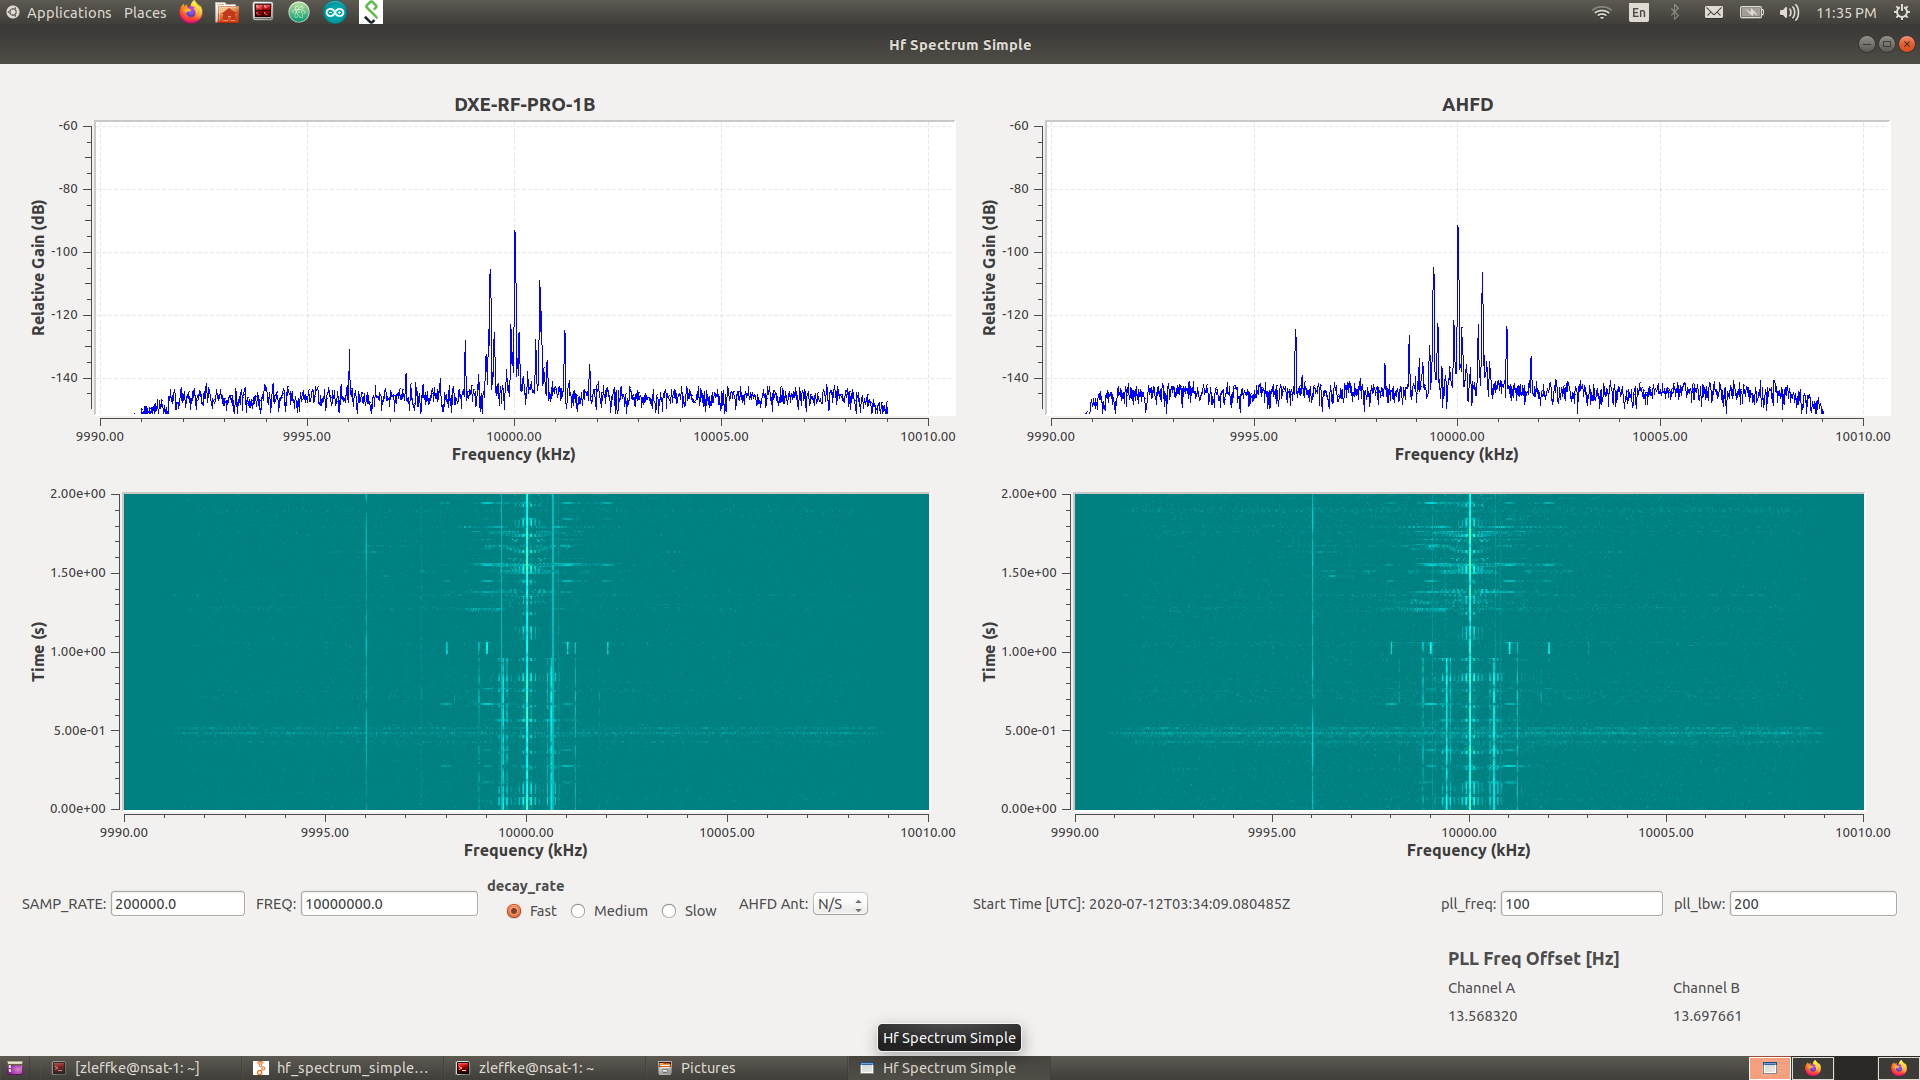 Applications Places En 11:35 PM
Hf Spectrum Simple
DXE-RF-PRO-1B
-60
-80
-100
-120
-140
Relative Gain (dB)
9990.00 9995.00 10000.00 10005.00 10010.00
Frequency (kHz)
AHFD
-60
-80
-100
-120
-140
Relative Gain (dB)
9990.00 9995.00 10000.00 10005.00 10010.00
Frequency (kHz)
2.00e+00
1.50e+00
1.00e+00
5.00e-01
0.00e+00
Time (s)
9990.00 9995.00 10000.00 10005.00 10010.00
Frequency (kHz)
2.00e+00
1.50e+00
1.00e+00
5.00e-01
0.00e+00
Time (s)
9990.00 9995.00 10000.00 10005.00 10010.00
Frequency (kHz)
decay_rate
SAMP_RATE: 200000.0 FREQ: 10000000.0 Fast Medium Slow AHFD Ant: N/S Start Time [UTC]: 2020-07-12T03:34:09.080485Z pll_freq: 100 pll_lbw: 200
PLL Freq Offset [Hz]
Channel A Channel B
13.568320 13.697661
Hf Spectrum Simple
[zleffke@nsat-1: ~] hf_spectrum_simple... zleffke@nsat-1: ~ Pictures Hf Spectrum Simple